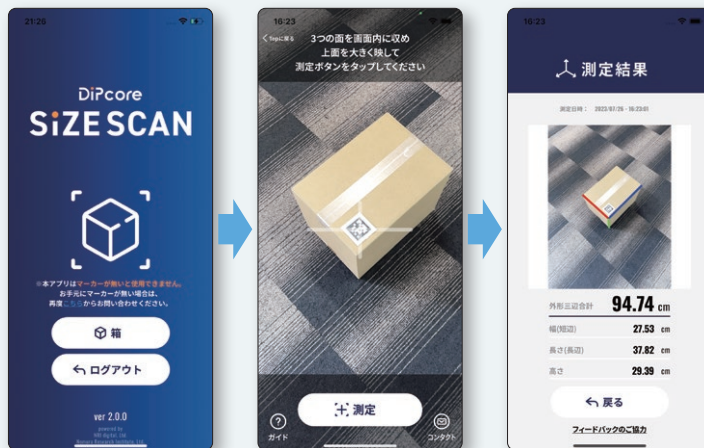 21:26
DiPcore
SiZE SCAN
※本アプリはマーカーが無いと使用できません。
お手元にマーカーが無い場合は、
再度こちらからお問い合わせください。
箱
ログアウト
ver 2.0.0
powered by
NRI digital, Ltd.
Nomura Research Institute, Ltd.
16:23
Topに戻る
3つの面を画面内に収め
上面を大きく映して
測定ボタンをタップしてください
測定
ガイド
コンタクト
16:23
測定結果
測定日時： 2023/07/26 - 16:23:01
外形三辺合計 94.74 cm
幅(短辺) 27.53 cm
長さ(長辺) 37.82 cm
高さ 29.39 cm
戻る
フィードバックのご協力